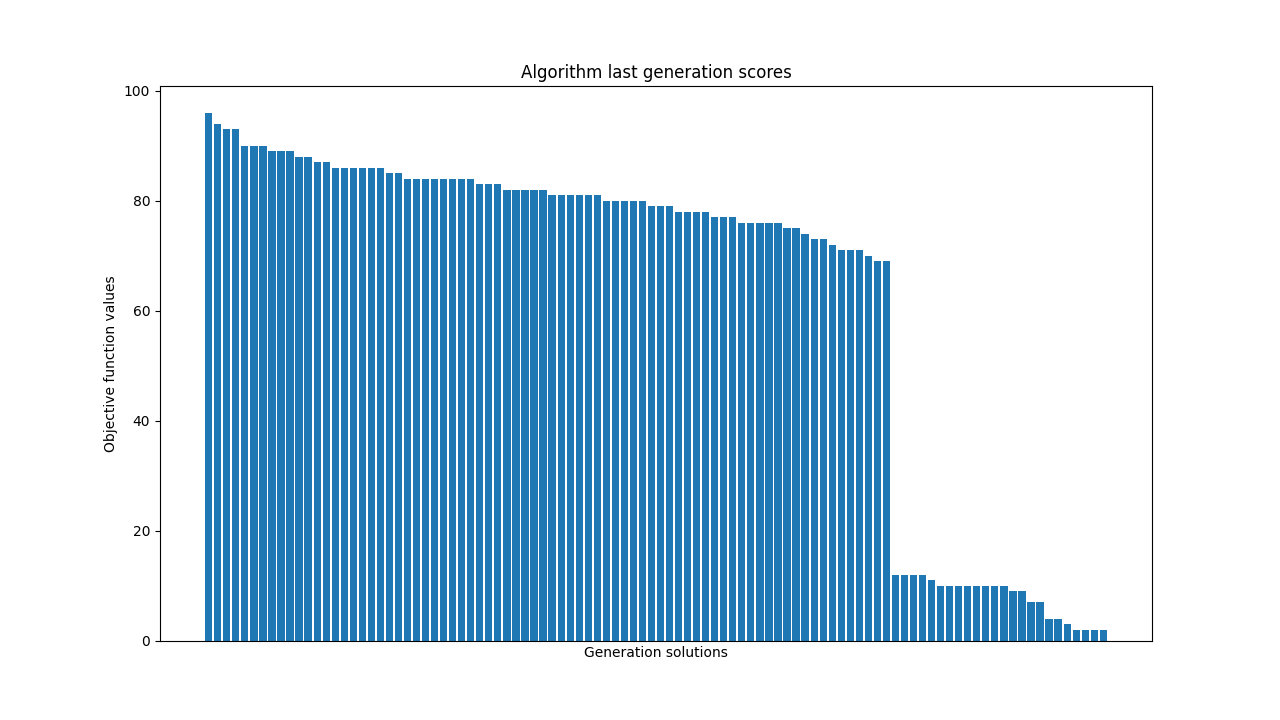 Algorithm last generation scores
100
80
60
40
20
0
Objective function values
Generation solutions